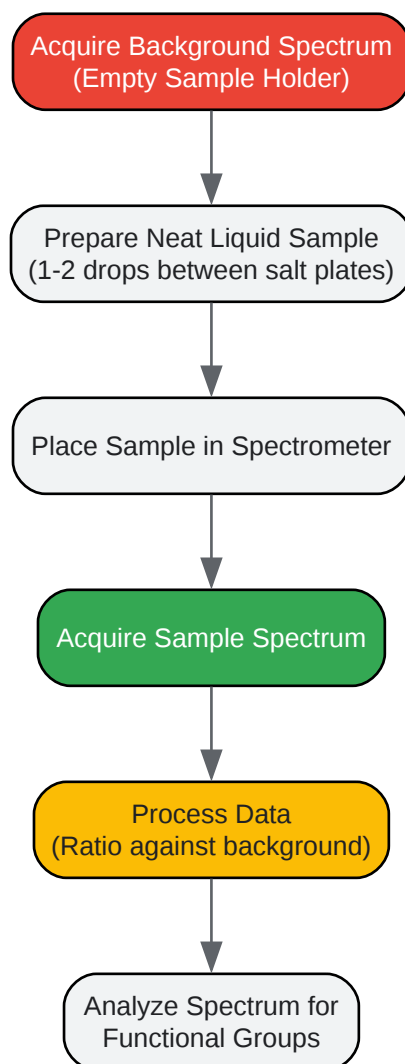 Acquire Background Spectrum
(Empty Sample Holder)
Prepare Neat Liquid Sample
(1-2 drops between salt plates)
Place Sample in Spectrometer
Acquire Sample Spectrum
Process Data
(Ratio against background)
Analyze Spectrum for
Functional Groups